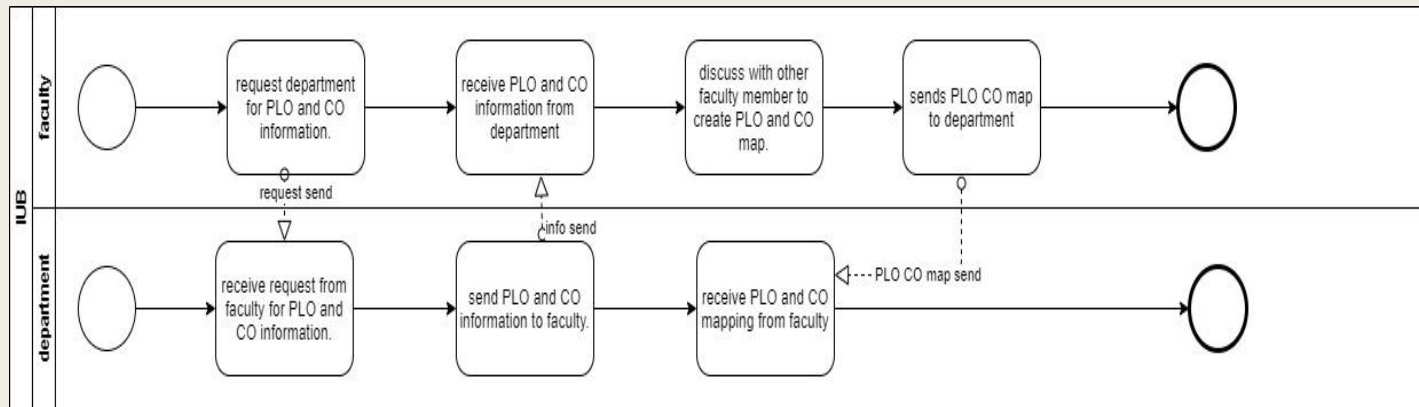 IUB
faculty
request department
for PLO and CO
information.
receive PLO and CO
information from
department
discuss with other
faculty member to
create PLO and CO
map.
sends PLO CO map
to department
request send
info send
PLO CO map send
department
receive request from
faculty for PLO and
CO information.
send PLO and CO
information to faculty.
receive PLO and CO
mapping from faculty